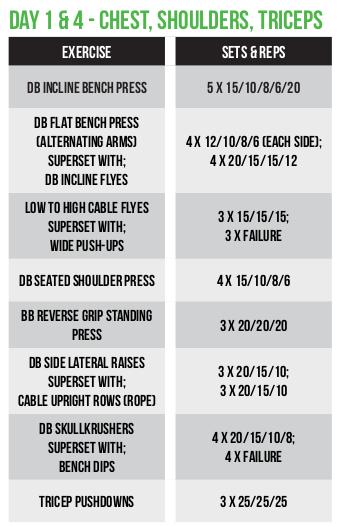 DAY 1 & 4 - CHEST, SHOULDERS, TRICEPS
EXERCISE
SETS & REPS
DB INCLINE BENCH PRESS
5 X 15/10/8/6/20
DB FLAT BENCH PRESS
(ALTERNATING ARMS)
SUPERSET WITH;
DB INCLINE FLYES
4 X 12/10/8/6 (EACH SIDE);
4 X 20/15/15/12
LOW TO HIGH CABLE FLYES
SUPERSET WITH;
WIDE PUSH-UPS
3 X 15/15/15;
3 X FAILURE
DB SEATED SHOULDER PRESS
4 X 15/10/8/6
BB REVERSE GRIP STANDING
PRESS
3 X 20/20/20
DB SIDE LATERAL RAISES
SUPERSET WITH;
CABLE UPRIGHT ROWS (ROPE)
3 X 20/15/10;
3 X 20/15/10
DB SKULLKRUSHERS
SUPERSET WITH;
BENCH DIPS
4 X 20/15/10/8;
4 X FAILURE
TRICEP PUSHDOWNS
3 X 25/25/25